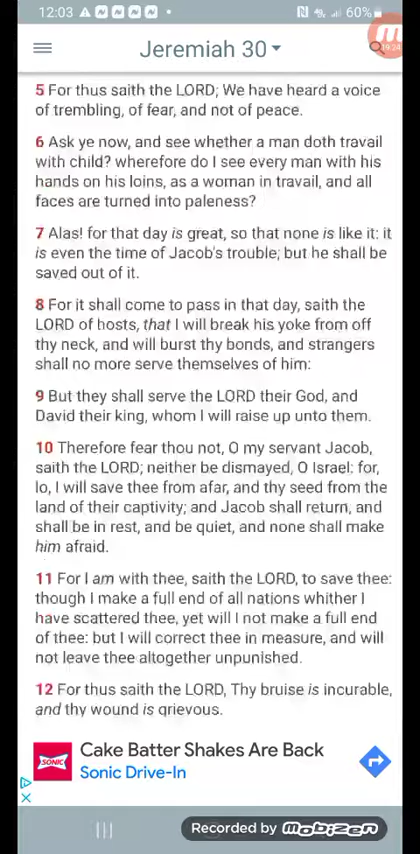 12:03
60%
Jeremiah 30
19:24
5 For thus saith the LORD; We have heard a voice
of trembling, of fear, and not of peace.
6 Ask ye now, and see whether a man doth travail
with child? wherefore do I see every man with his
hands on his loins, as a woman in travail, and all
faces are turned into paleness?
7 Alas! for that day is great, so that none is like it: it
is even the time of Jacob's trouble; but he shall be
saved out of it.
8 For it shall come to pass in that day, saith the
LORD of hosts, that I will break his yoke from off
thy neck, and will burst thy bonds, and strangers
shall no more serve themselves of him:
9 But they shall serve the LORD their God, and
David their king, whom I will raise up unto them.
10 Therefore fear thou not, O my servant Jacob,
saith the LORD; neither be dismayed, O Israel: for,
lo, I will save thee from afar, and thy seed from the
land of their captivity; and Jacob shall return, and
shall be in rest, and be quiet, and none shall make
him afraid.
11 For I am with thee, saith the LORD, to save thee:
though I make a full end of all nations whither I
have scattered thee, yet will I not make a full end
of thee: but I will correct thee in measure, and will
not leave thee altogether unpunished.
12 For thus saith the LORD, Thy bruise is incurable,
and thy wound is grievous.
SONIC
Cake Batter Shakes Are Back
Sonic Drive-In
Recorded by mobizen